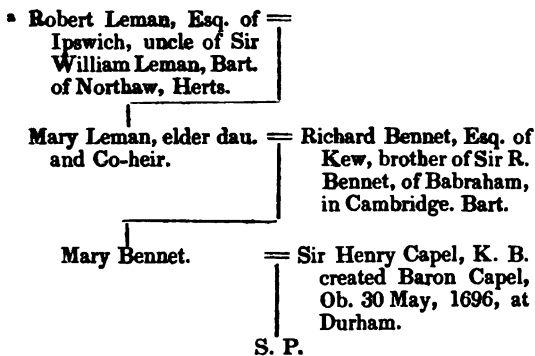 a Robert Leman, Esq. of =
Ipswich, uncle of Sir
William Leman, Bart.
of Northaw, Herts.
Mary Leman, elder dau. = Richard Bennet, Esq. of
and Co-heir. Kew, brother of Sir R.
Bennet, of Babraham,
in Cambridge. Bart.
Mary Bennet. = Sir Henry Capel, K. B.
created Baron Capel,
Ob. 30 May, 1696, at
Durham.
S. P.